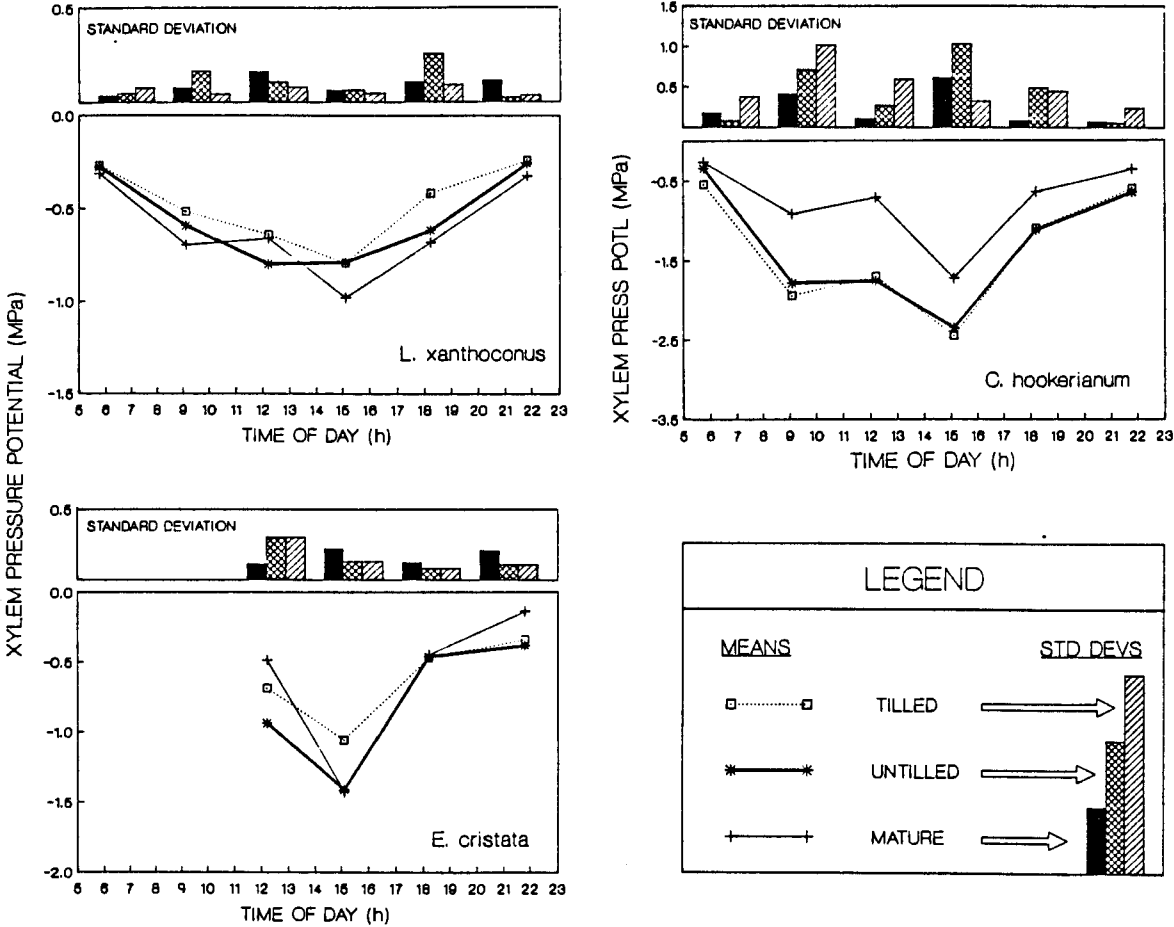 XYLEM PRESSURE POTENTIAL (MPa)
0.5
STANDARD DEVIATION
0.0
-0.5
-1.0
-1.5
L. xanthoconus
5 6 7 8 9 10 11 12 13 14 15 16 17 18 19 20 21 22 23
TIME OF DAY (h)
XYLEM PRESS POTL (MPa)
1.5
STANDARD DEVIATION
1.0
0.5
-0.5
-1.5
-2.5
-3.5
C. hookerianum
5 6 7 8 9 10 11 12 13 14 15 16 17 18 19 20 21 22 23
TIME OF DAY (h)
0.5
STANDARD DEVIATION
0.0
-0.5
-1.0
-1.5
-2.0
E. cristata
5 6 7 8 9 10 11 12 13 14 15 16 17 18 19 20 21 22 23
TIME OF DAY (h)
LEGEND
MEANS STD DEVS
TILLED
UNTILLED
MATURE